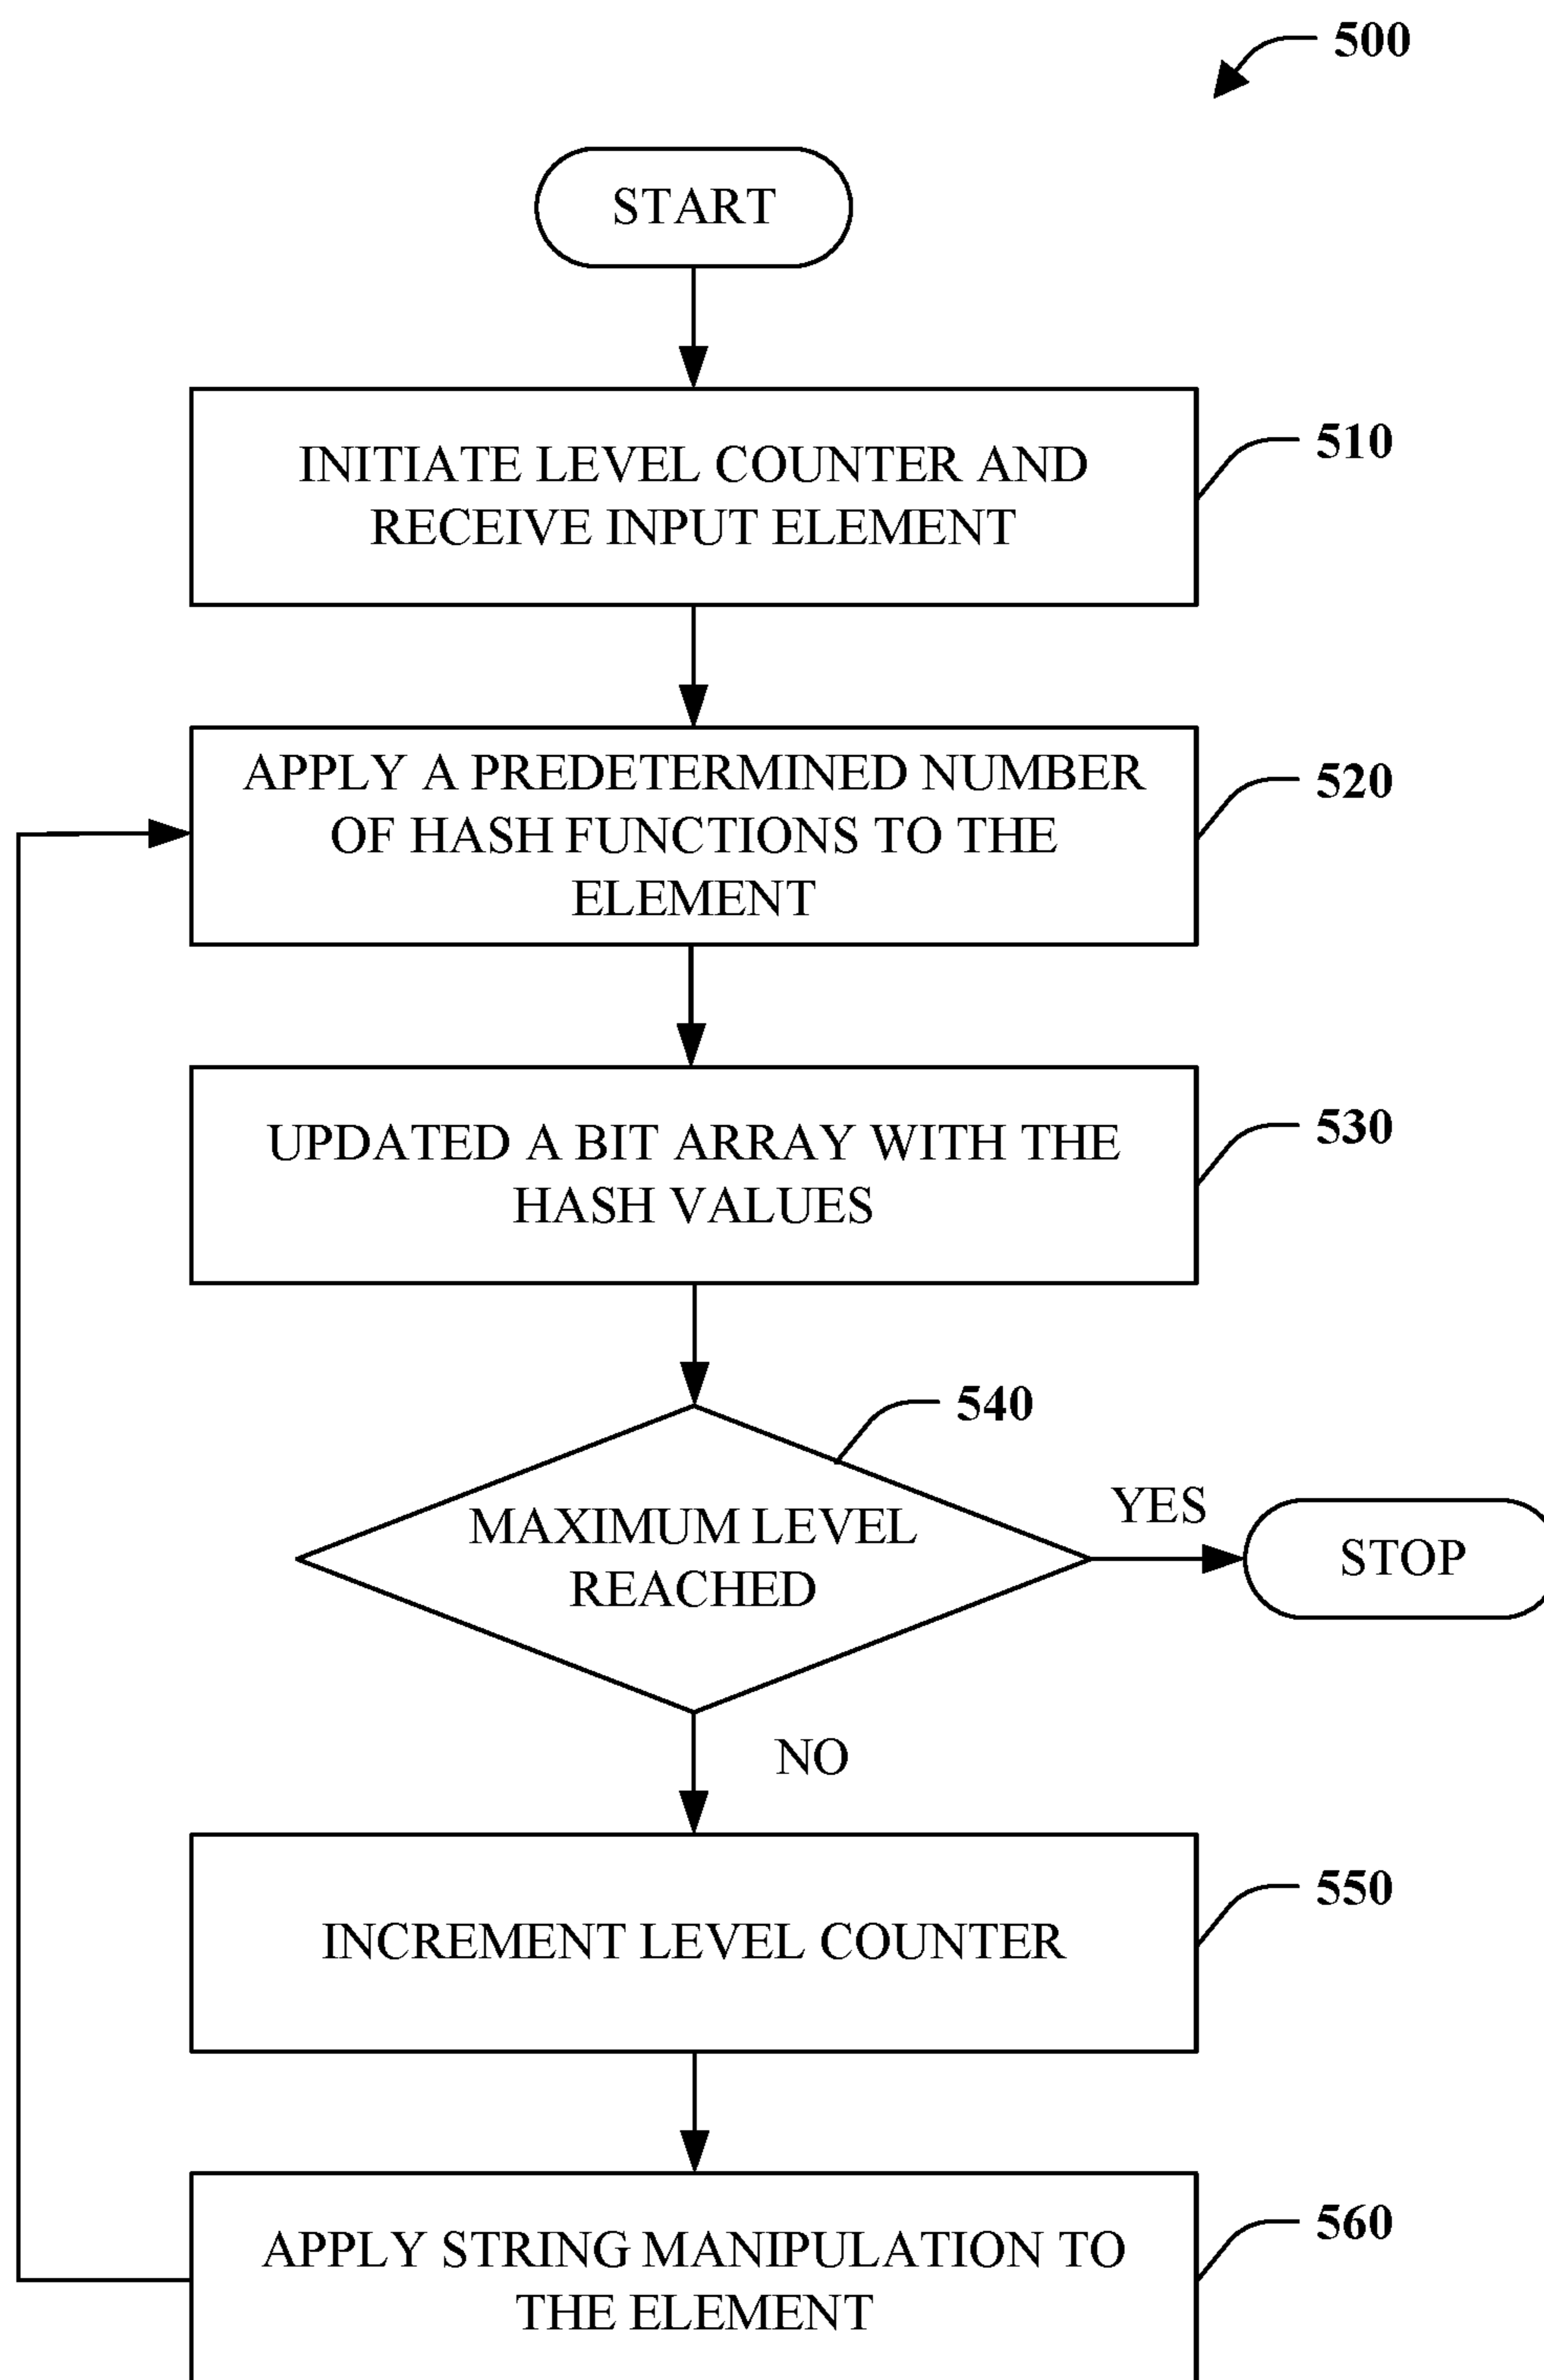 500
START
INITIATE LEVEL COUNTER AND
RECEIVE INPUT ELEMENT
510
APPLY A PREDETERMINED NUMBER
OF HASH FUNCTIONS TO THE
ELEMENT
520
UPDATED A BIT ARRAY WITH THE
HASH VALUES
530
540
MAXIMUM LEVEL
REACHED
YES
STOP
NO
INCREMENT LEVEL COUNTER
550
APPLY STRING MANIPULATION TO
THE ELEMENT
560